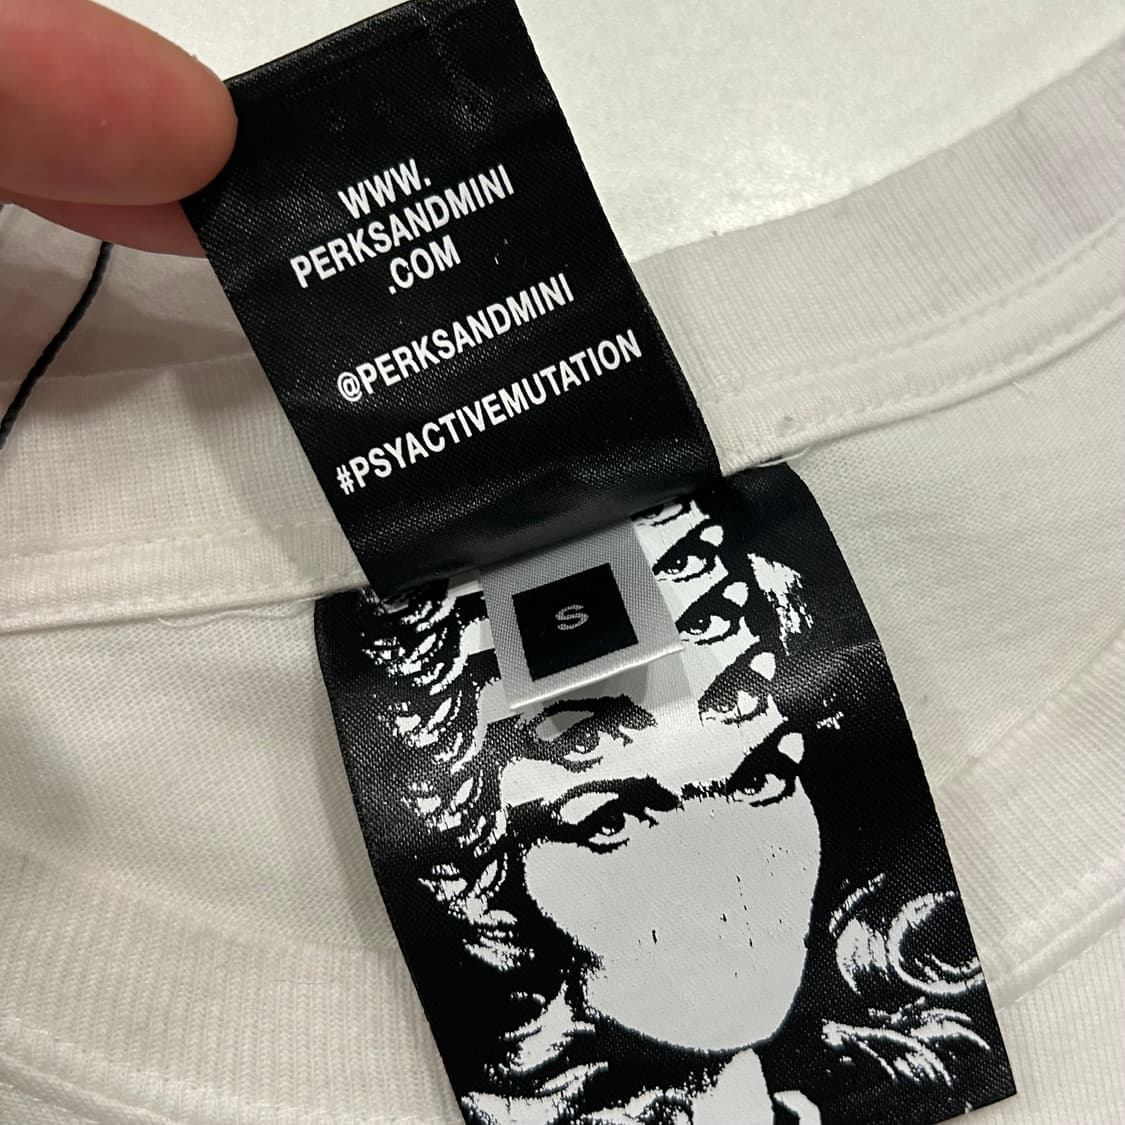 WWW.
PERKSANDMINI
.COM
@PERKSANDMINI
#PSYACTIVEMUTATION
S